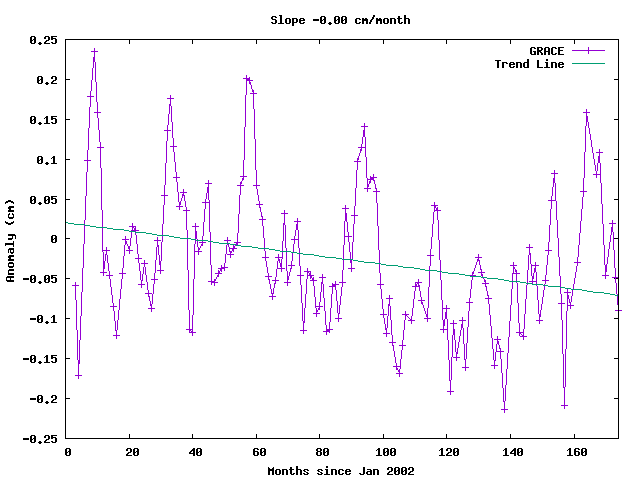 Slope -0.00 cm/month
GRACE
Trend Line
0.25
0.2
0.15
0.1
0.05
0
-0.05
-0.1
-0.15
-0.2
-0.25
Anomaly (cm)
0 20 40 60 80 100 120 140 160
Months since Jan 2002